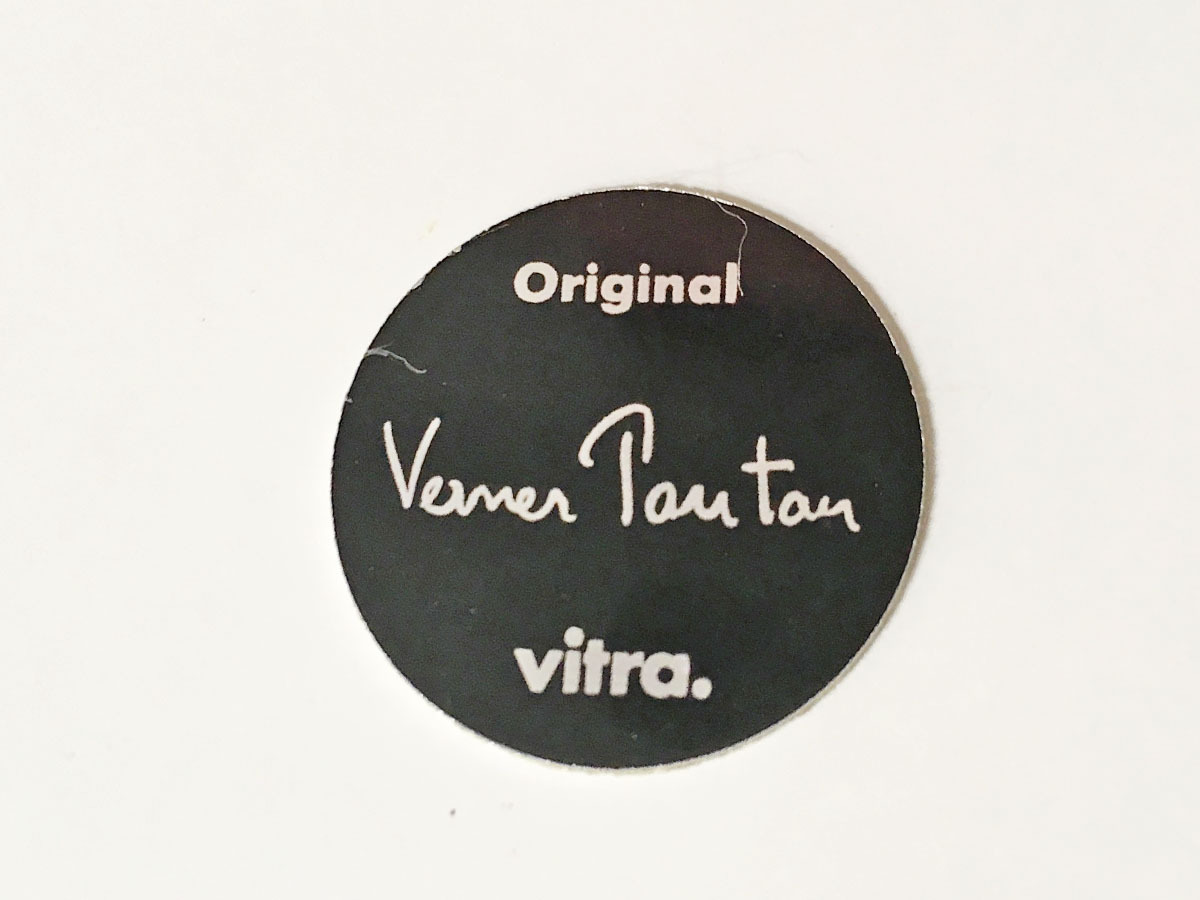 Original
Verner Panton
vitra.